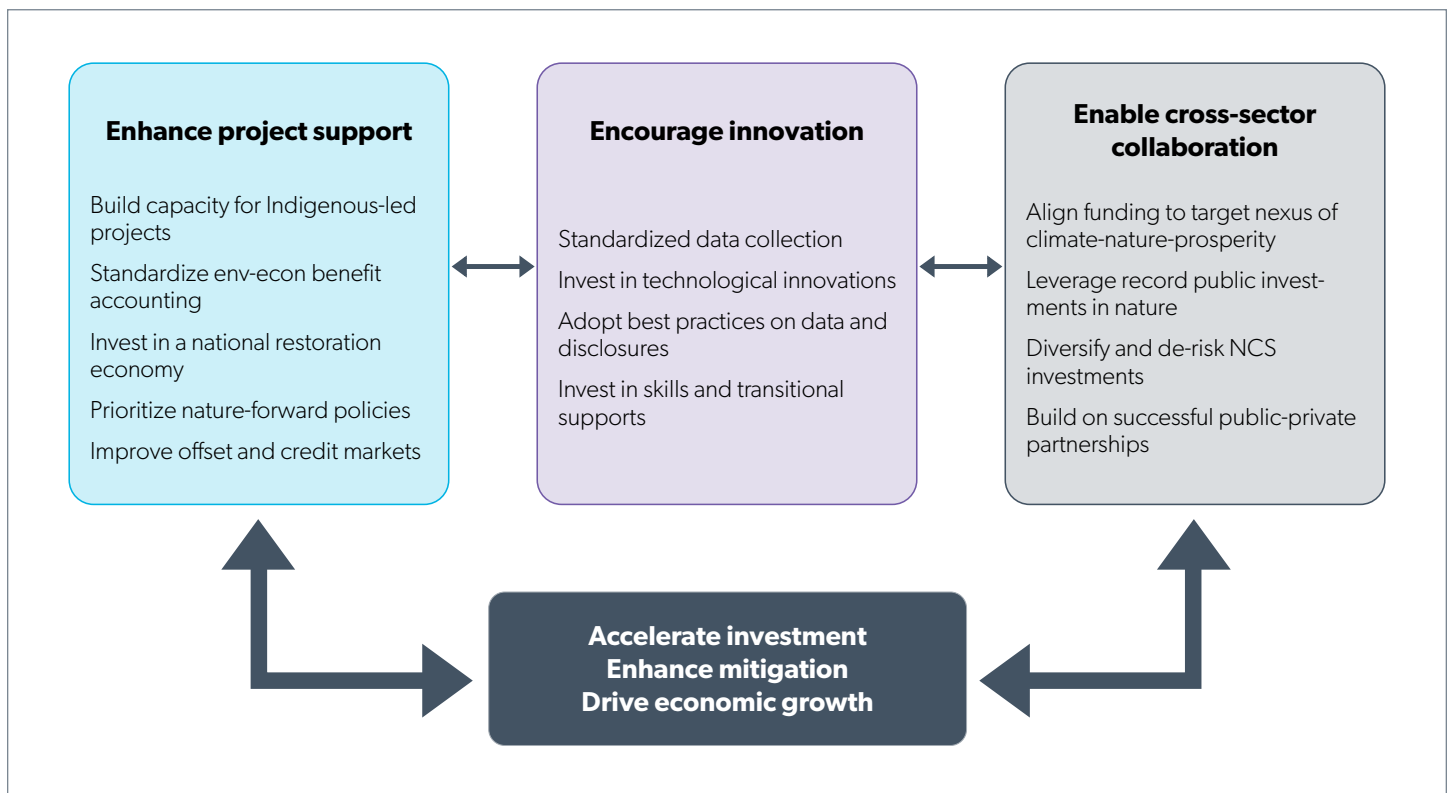 Enhance project support
Build capacity for Indigenous-led
projects
Standardize env-econ benefit
accounting
Invest in a national restoration
economy
Prioritize nature-forward policies
Improve offset and credit markets
Encourage innovation
Standardized data collection
Invest in technological innovations
Adopt best practices on data and
disclosures
Invest in skills and transitional
supports
Enable cross-sector
collaboration
Align funding to target nexus of
climate-nature-prosperity
Leverage record public invest-
ments in nature
Diversify and de-risk NCS
investments
Build on successful public-private
partnerships
Accelerate investment
Enhance mitigation
Drive economic growth